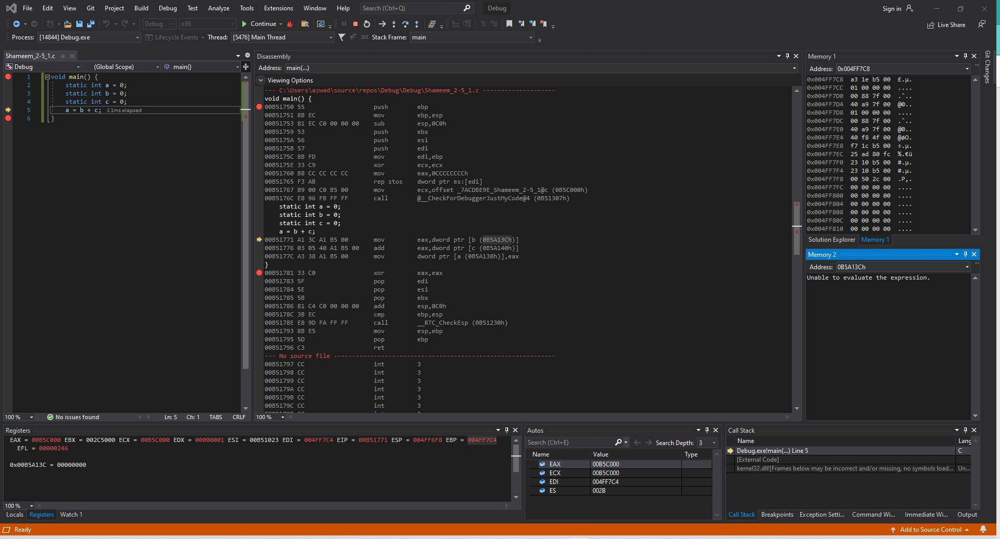 File Edit View Git Project Build Debug Test Analyze Tools Extensions Window Help Search (Ctrl+Q) Debug Sign in
Debug x86 Continue Live Share
Process: [14844] Debug.exe Lifecycle Events Thread: [5476] Main Thread Stack Frame: main
Shameem_2-5_1.c
Debug (Global Scope) main()
1 void main() {
2 static int a = 0;
3 static int b = 0;
4 static int c = 0;
5 a = b + c; ≤1ms elapsed
6 }
100 % No issues found Ln: 5 Ch: 1 TABS CRLF
Disassembly
Address: main(...)
Viewing Options
--- C:\Users\azwad\source\repos\Debug\Debug\Shameem_2-5_1.c --------------------
void main() {
00B51750 55 push ebp
00B51751 8B EC mov ebp,esp
00B51753 81 EC C0 00 00 00 sub esp,0C0h
00B51759 53 push ebx
00B5175A 56 push esi
00B5175B 57 push edi
00B5175C 8B FD mov edi,ebp
00B5175E 33 C9 xor ecx,ecx
00B51760 B8 CC CC CC CC mov eax,0CCCCCCCCh
00B51765 F3 AB rep stos dword ptr es:[edi]
00B51767 B9 00 C0 B5 00 mov ecx,offset _7ACDBE9E_Shameem_2-5_1@c (0B5C000h)
00B5176C E8 96 FB FF FF call @__CheckForDebuggerJustMyCode@4 (0B51307h)
static int a = 0;
static int b = 0;
static int c = 0;
a = b + c;
00B51771 A1 3C A1 B5 00 mov eax,dword ptr [b (0B5A13Ch)]
00B51776 03 05 40 A1 B5 00 add eax,dword ptr [c (0B5A140h)]
00B5177C A3 38 A1 B5 00 mov dword ptr [a (0B5A138h)],eax
}
00B51781 33 C0 xor eax,eax
00B51783 5F pop edi
00B51784 5E pop esi
00B51785 5B pop ebx
00B51786 81 C4 C0 00 00 00 add esp,0C0h
00B5178C 3B EC cmp ebp,esp
00B5178E E8 9D FA FF FF call __RTC_CheckEsp (0B51230h)
00B51793 8B E5 mov esp,ebp
00B51795 5D pop ebp
00B51796 C3 ret
--- No source file -------------------------------------------------------------
00B51797 CC int 3
00B51798 CC int 3
00B51799 CC int 3
00B5179A CC int 3
00B5179B CC int 3
00B5179C CC int 3
100 %
Memory 1
Address: 0x004FF7C8
0x004FF7C8 a3 1e b5 00 £.µ.
0x004FF7CC 01 00 00 00 ....
0x004FF7D0 00 88 7f 00 .ˆ..
0x004FF7D4 40 a9 7f 00 @©..
0x004FF7D8 01 00 00 00 ....
0x004FF7DC 00 88 7f 00 .ˆ..
0x004FF7E0 40 a9 7f 00 @©..
0x004FF7E4 40 f8 4f 00 @øO.
0x004FF7E8 f7 1c b5 00 ÷.µ.
0x004FF7EC 25 ad 80 fc %.€ü
0x004FF7F0 23 10 b5 00 #.µ.
0x004FF7F4 23 10 b5 00 #.µ.
0x004FF7F8 00 50 2c 00 .P,.
0x004FF7FC 00 00 00 00 ....
0x004FF800 00 00 00 00 ....
0x004FF804 00 00 00 00 ....
0x004FF808 00 00 00 00 ....
0x004FF80C 00 00 00 00 ....
0x004FF810 00 00 00 00 ....
Solution Explorer Memory 1
Memory 2
Address: 0B5A13Ch
Unable to evaluate the expression.
Git Changes
Registers
EAX = 00B5C000 EBX = 002C5000 ECX = 00B5C000 EDX = 00000001 ESI = 00B51023 EDI = 004FF7C4 EIP = 00B51771 ESP = 004FF6F8 EBP = 004FF7C4
EFL = 00000246
0x00B5A13C = 00000000
100 %
Locals Registers Watch 1
Autos
Search (Ctrl+E) Search Depth: 3
Name Value Type
EAX 00B5C000
ECX 00B5C000
EDI 004FF7C4
ES 002B
Call Stack
Name Lang
Debug.exe!main(...) Line 5 C
[External Code]
kernel32.dll![Frames below may be incorrect and/or missing, no symbols load... Un...
Call Stack Breakpoints Exception Setti... Command Wi... Immediate Wi... Output
Ready Add to Source Control